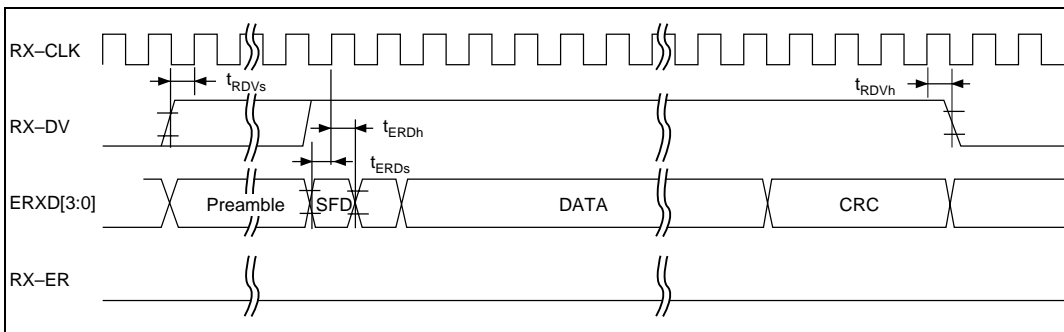 RX–CLK
tRDVs
tRDVh
RX–DV
tERDh
tERDs
ERXD[3:0]
Preamble
SFD
DATA
CRC
RX–ER